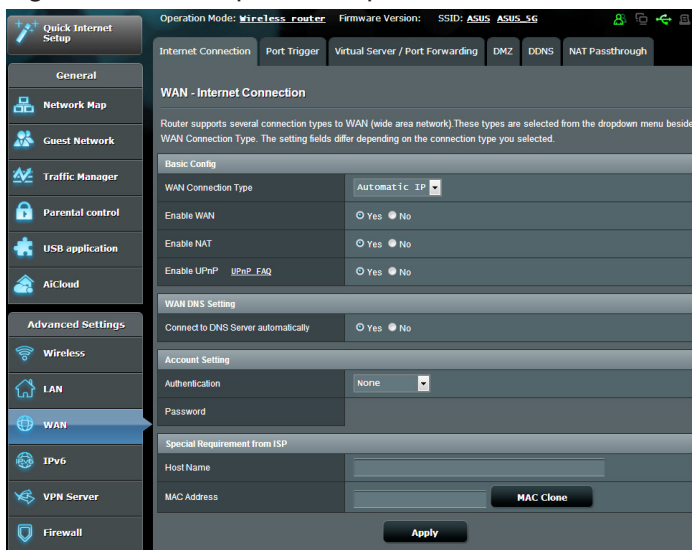 Quick Internet
Setup
General
Network Map
Guest Network
Traffic Manager
Parental control
USB application
AiCloud
Advanced Settings
Wireless
LAN
WAN
IPv6
VPN Server
Firewall
Operation Mode: Wireless router Firmware Version: SSID: ASUS ASUS_5G
Internet Connection Port Trigger Virtual Server / Port Forwarding DMZ DDNS NAT Passthrough
WAN - Internet Connection
Router supports several connection types to WAN (wide area network).These types are selected from the dropdown menu beside
WAN Connection Type. The setting fields differ depending on the connection type you selected.
Basic Config
WAN Connection Type Automatic IP
Enable WAN Yes No
Enable NAT Yes No
Enable UPnP UPnP FAQ Yes No
WAN DNS Setting
Connect to DNS Server automatically Yes No
Account Setting
Authentication None
Password
Special Requirement from ISP
Host Name
MAC Address MAC Clone
Apply